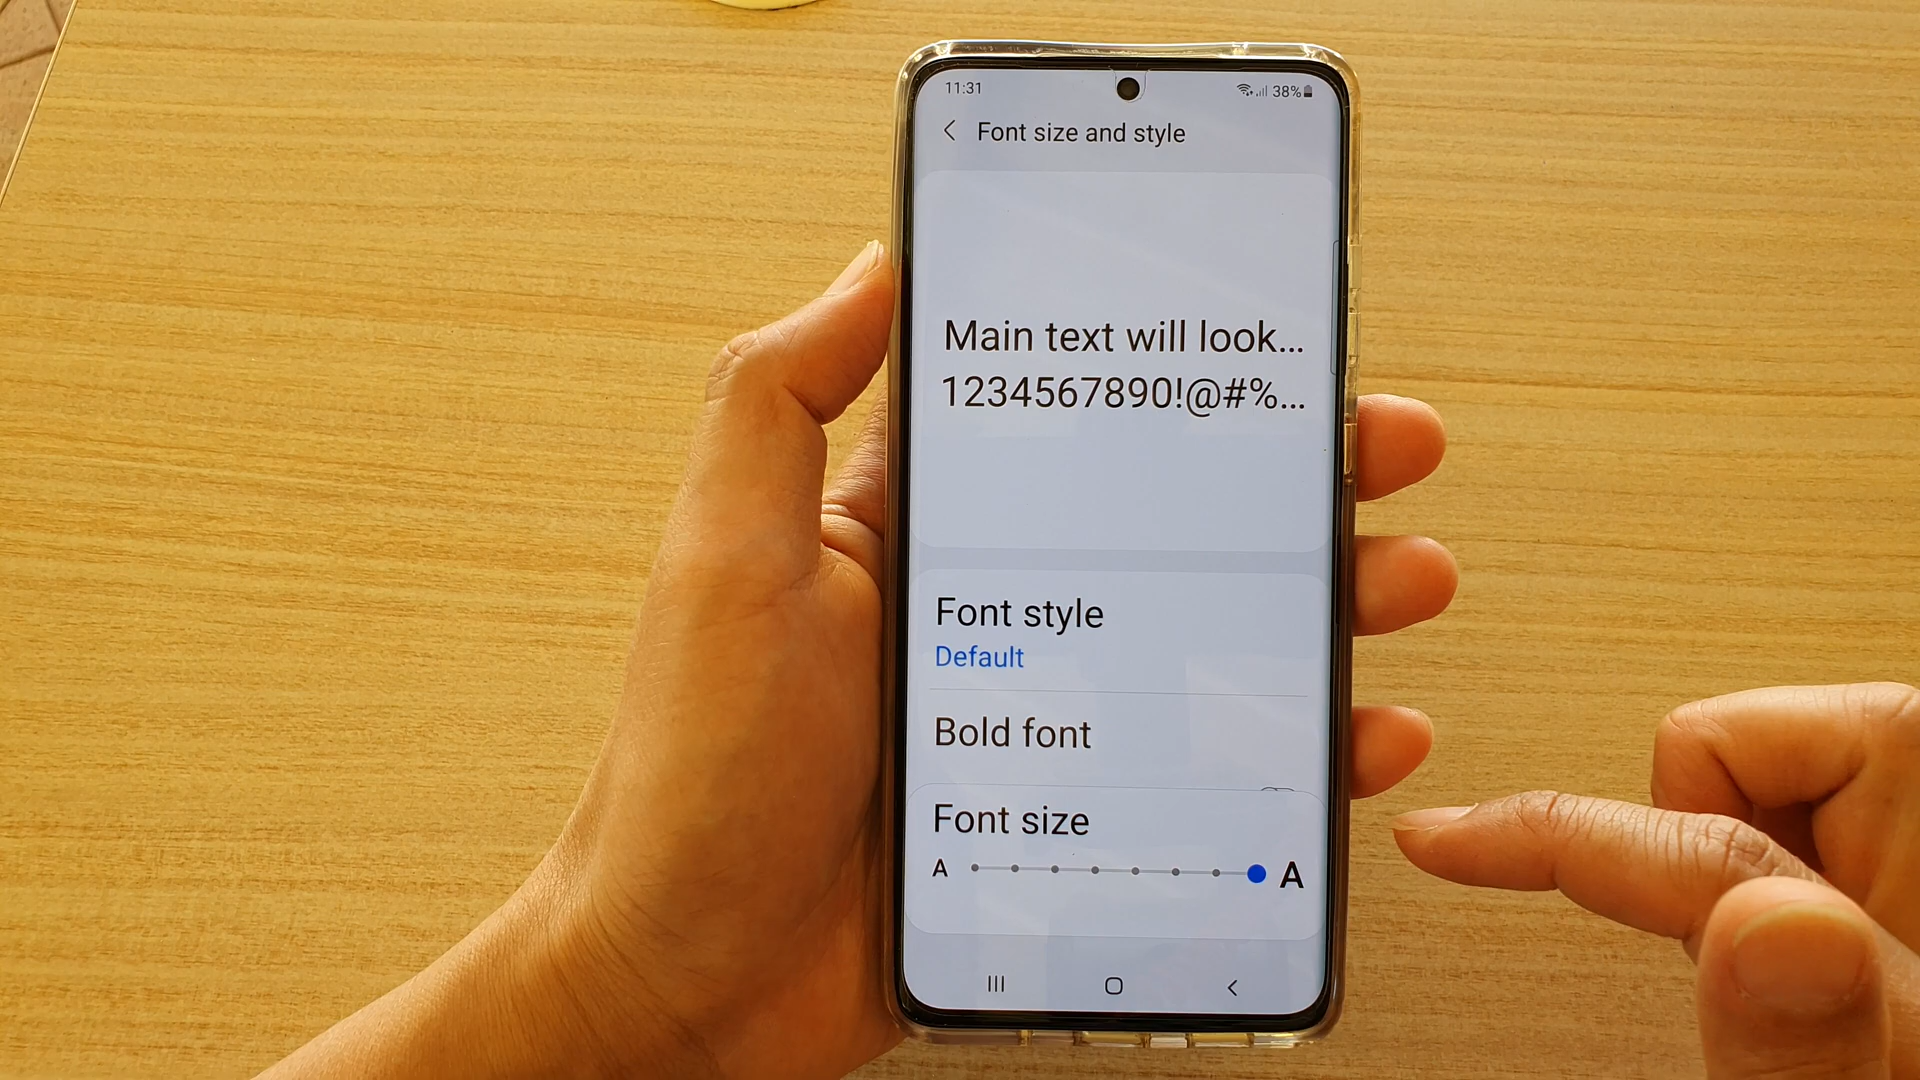 11:31 38%
Font size and style
Main text will look...
1234567890!@#%...
Font style
Default
Bold font
Font size
A A